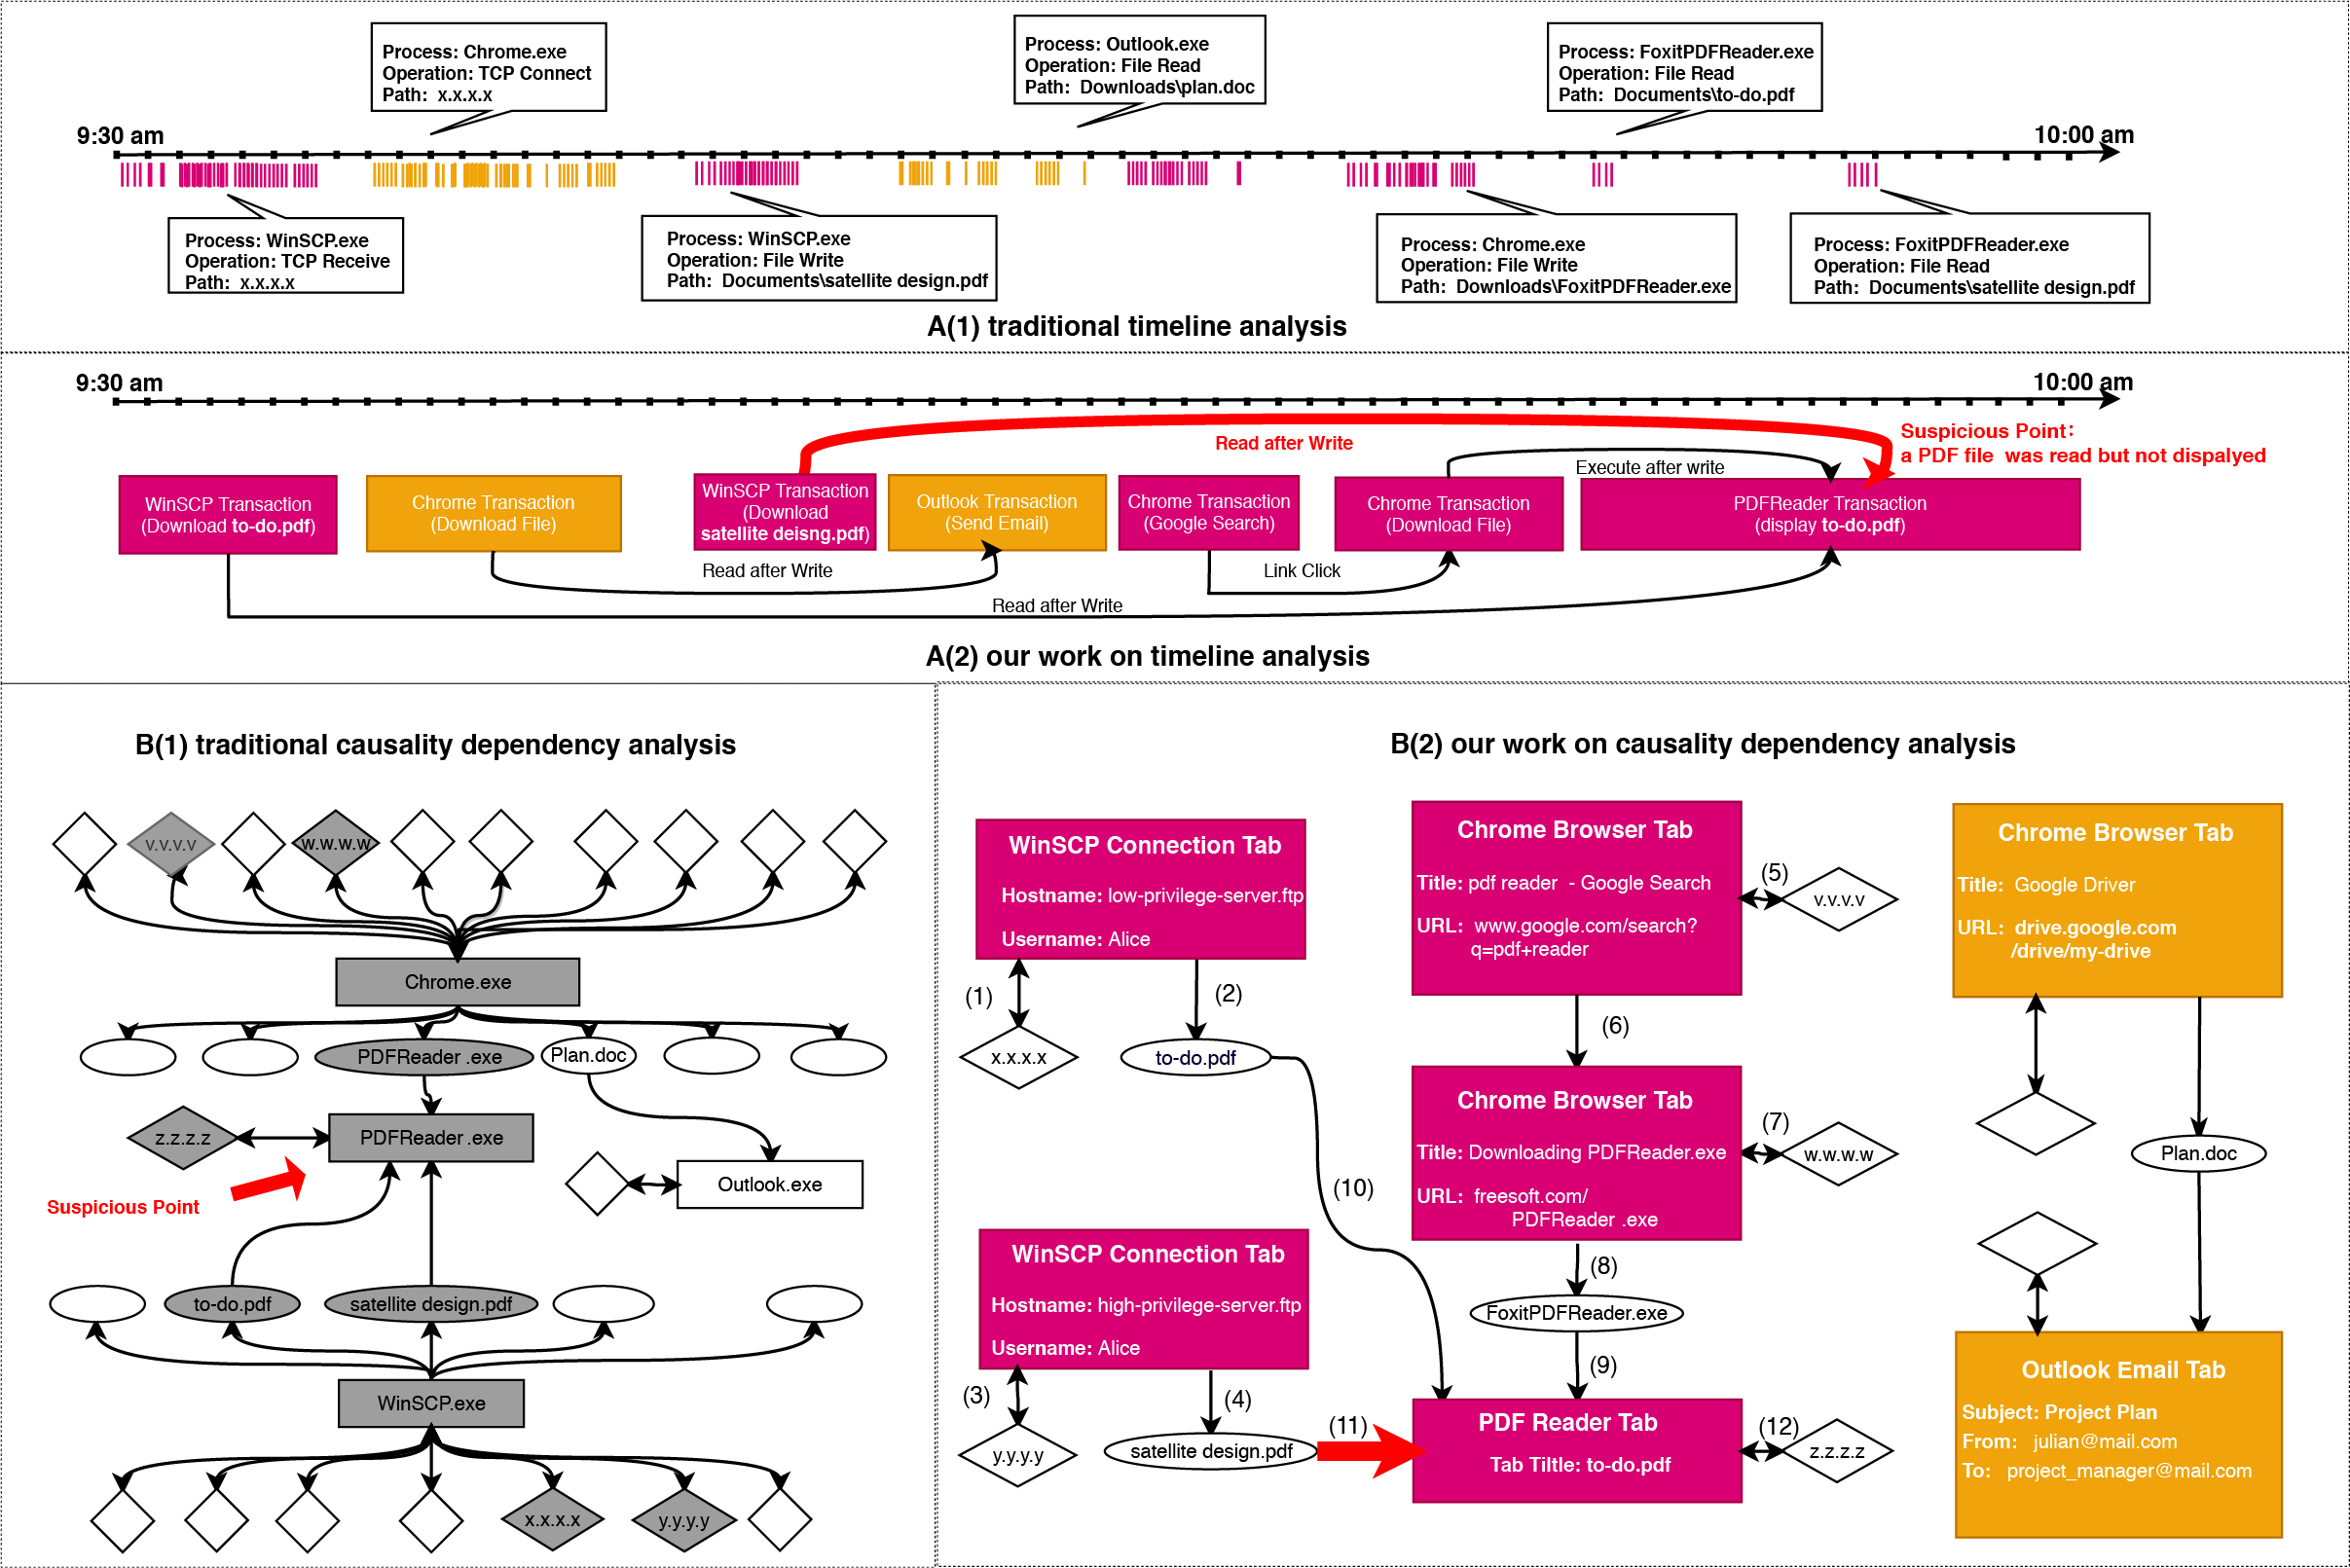 Process: Chrome.exe
Operation: TCP Connect
Path: x.x.x.x
Process: Outlook.exe
Operation: File Read
Path: Downloads\plan.doc
Process: FoxitPDFReader.exe
Operation: File Read
Path: Documents\to-do.pdf
9:30 am
10:00 am
Process: WinSCP.exe
Operation: TCP Receive
Path: x.x.x.x
Process: WinSCP.exe
Operation: File Write
Path: Documents\satellite design.pdf
Process: Chrome.exe
Operation: File Write
Path: Downloads\FoxitPDFReader.exe
Process: FoxitPDFReader.exe
Operation: File Read
Path: Documents\satellite design.pdf
A(1) traditional timeline analysis
9:30 am
10:00 am
Read after Write
Suspicious Point:
a PDF file was read but not dispalyed
Execute after write
WinSCP Transaction
(Download to-do.pdf)
Chrome Transaction
(Download File)
WinSCP Transaction
(Download
satellite deisng.pdf)
Outlook Transaction
(Send Email)
Chrome Transaction
(Google Search)
Chrome Transaction
(Download File)
PDFReader Transaction
(display to-do.pdf)
Read after Write
Link Click
Read after Write
A(2) our work on timeline analysis
B(1) traditional causality dependency analysis
v.v.v.v
w.w.w.w
Chrome.exe
PDFReader .exe
Plan.doc
z.z.z.z
PDFReader .exe
Outlook.exe
Suspicious Point
to-do.pdf
satellite design.pdf
WinSCP.exe
x.x.x.x
y.y.y.y
B(2) our work on causality dependency analysis
WinSCP Connection Tab
Hostname: low-privilege-server.ftp
Username: Alice
(1)
(2)
x.x.x.x
to-do.pdf
(10)
WinSCP Connection Tab
Hostname: high-privilege-server.ftp
Username: Alice
(3)
(4)
y.y.y.y
satellite design.pdf
(11)
Chrome Browser Tab
Title: pdf reader - Google Search
URL: www.google.com/search?
q=pdf+reader
(5)
v.v.v.v
(6)
Chrome Browser Tab
Title: Downloading PDFReader.exe
URL: freesoft.com/
PDFReader .exe
(7)
w.w.w.w
(8)
FoxitPDFReader.exe
(9)
PDF Reader Tab
Tab Tiltle: to-do.pdf
(12)
z.z.z.z
Chrome Browser Tab
Title: Google Driver
URL: drive.google.com
/drive/my-drive
Plan.doc
Outlook Email Tab
Subject: Project Plan
From: julian@mail.com
To: project_manager@mail.com